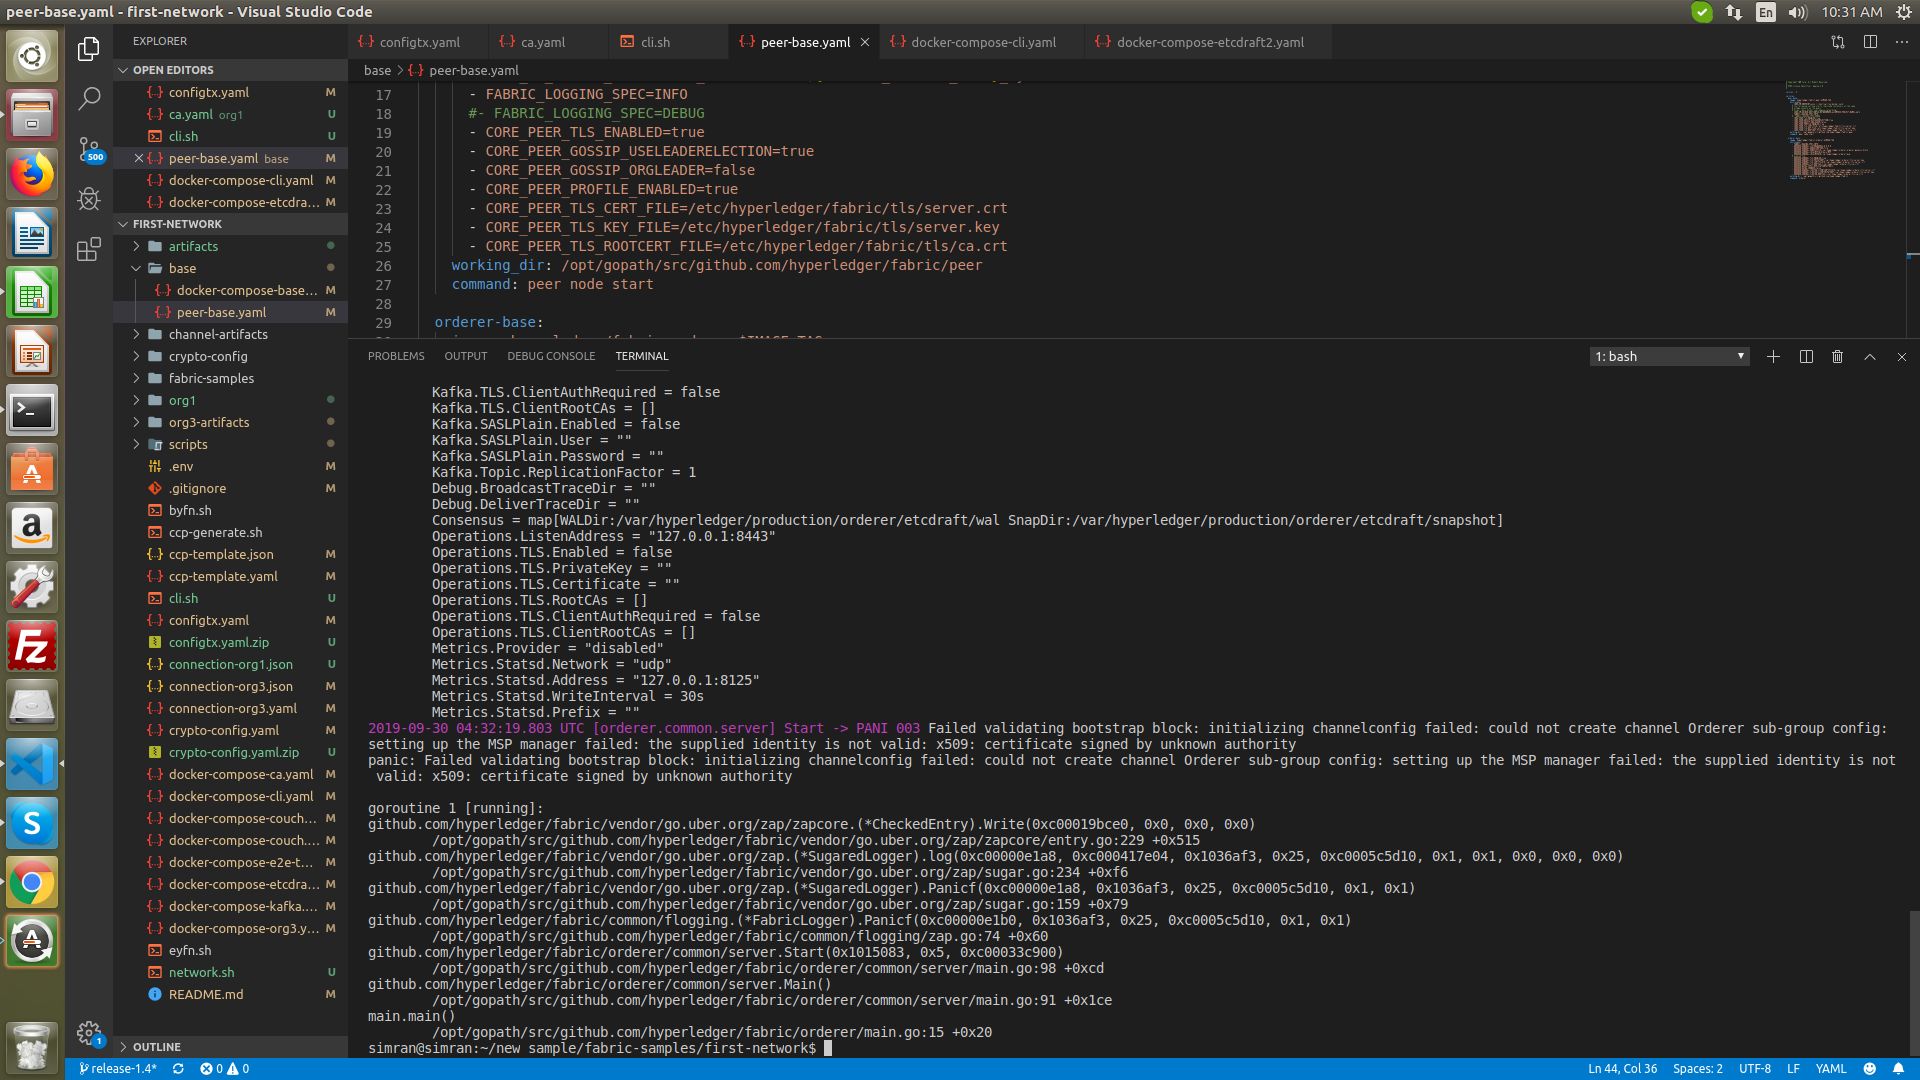 peer-base.yaml - first-network - Visual Studio Code
En
10:31 AM
EXPLORER
OPEN EDITORS
configtx.yaml M
ca.yaml org1 U
cli.sh U
peer-base.yaml base M
docker-compose-cli.yaml M
docker-compose-etcdra... M
FIRST-NETWORK
artifacts
base
docker-compose-base... M
peer-base.yaml M
channel-artifacts
crypto-config
fabric-samples
org1
org3-artifacts
scripts
.env M
.gitignore M
byfn.sh
ccp-generate.sh
ccp-template.json M
ccp-template.yaml M
cli.sh U
configtx.yaml M
configtx.yaml.zip U
connection-org1.json U
connection-org3.json M
connection-org3.yaml M
crypto-config.yaml M
crypto-config.yaml.zip U
docker-compose-ca.yaml M
docker-compose-cli.yaml M
docker-compose-couch... M
docker-compose-couch.... M
docker-compose-e2e-t... M
docker-compose-etcdra... M
docker-compose-kafka.... M
docker-compose-org3.y... M
eyfn.sh
network.sh U
README.md M
OUTLINE
500
1
configtx.yaml
ca.yaml
cli.sh
peer-base.yaml
docker-compose-cli.yaml
docker-compose-etcdraft2.yaml
base > peer-base.yaml
17 - FABRIC_LOGGING_SPEC=INFO
18 #- FABRIC_LOGGING_SPEC=DEBUG
19 - CORE_PEER_TLS_ENABLED=true
20 - CORE_PEER_GOSSIP_USELEADERELECTION=true
21 - CORE_PEER_GOSSIP_ORGLEADER=false
22 - CORE_PEER_PROFILE_ENABLED=true
23 - CORE_PEER_TLS_CERT_FILE=/etc/hyperledger/fabric/tls/server.crt
24 - CORE_PEER_TLS_KEY_FILE=/etc/hyperledger/fabric/tls/server.key
25 - CORE_PEER_TLS_ROOTCERT_FILE=/etc/hyperledger/fabric/tls/ca.crt
26 working_dir: /opt/gopath/src/github.com/hyperledger/fabric/peer
27 command: peer node start
28
29 orderer-base:
PROBLEMS OUTPUT DEBUG CONSOLE TERMINAL
1: bash
Kafka.TLS.ClientAuthRequired = false
Kafka.TLS.ClientRootCAs = []
Kafka.SASLPlain.Enabled = false
Kafka.SASLPlain.User = ""
Kafka.SASLPlain.Password = ""
Kafka.Topic.ReplicationFactor = 1
Debug.BroadcastTraceDir = ""
Debug.DeliverTraceDir = ""
Consensus = map[WALDir:/var/hyperledger/production/orderer/etcdraft/wal SnapDir:/var/hyperledger/production/orderer/etcdraft/snapshot]
Operations.ListenAddress = "127.0.0.1:8443"
Operations.TLS.Enabled = false
Operations.TLS.PrivateKey = ""
Operations.TLS.Certificate = ""
Operations.TLS.RootCAs = []
Operations.TLS.ClientAuthRequired = false
Operations.TLS.ClientRootCAs = []
Metrics.Provider = "disabled"
Metrics.Statsd.Network = "udp"
Metrics.Statsd.Address = "127.0.0.1:8125"
Metrics.Statsd.WriteInterval = 30s
Metrics.Statsd.Prefix = ""
2019-09-30 04:32:19.803 UTC [orderer.common.server] Start -> PANI 003 Failed validating bootstrap block: initializing channelconfig failed: could not create channel Orderer sub-group config:
setting up the MSP manager failed: the supplied identity is not valid: x509: certificate signed by unknown authority
panic: Failed validating bootstrap block: initializing channelconfig failed: could not create channel Orderer sub-group config: setting up the MSP manager failed: the supplied identity is not
valid: x509: certificate signed by unknown authority
goroutine 1 [running]:
github.com/hyperledger/fabric/vendor/go.uber.org/zap/zapcore.(*CheckedEntry).Write(0xc00019bce0, 0x0, 0x0, 0x0)
/opt/gopath/src/github.com/hyperledger/fabric/vendor/go.uber.org/zap/zapcore/entry.go:229 +0x515
github.com/hyperledger/fabric/vendor/go.uber.org/zap.(*SugaredLogger).log(0xc00000e1a8, 0xc000417e04, 0x1036af3, 0x25, 0xc0005c5d10, 0x1, 0x1, 0x0, 0x0, 0x0)
/opt/gopath/src/github.com/hyperledger/fabric/vendor/go.uber.org/zap/sugar.go:234 +0xf6
github.com/hyperledger/fabric/vendor/go.uber.org/zap.(*SugaredLogger).Panicf(0xc00000e1a8, 0x1036af3, 0x25, 0xc0005c5d10, 0x1, 0x1)
/opt/gopath/src/github.com/hyperledger/fabric/vendor/go.uber.org/zap/sugar.go:159 +0x79
github.com/hyperledger/fabric/common/flogging.(*FabricLogger).Panicf(0xc00000e1b0, 0x1036af3, 0x25, 0xc0005c5d10, 0x1, 0x1)
/opt/gopath/src/github.com/hyperledger/fabric/common/flogging/zap.go:74 +0x60
github.com/hyperledger/fabric/orderer/common/server.Start(0x1015083, 0x5, 0xc00033c900)
/opt/gopath/src/github.com/hyperledger/fabric/orderer/common/server/main.go:98 +0xcd
github.com/hyperledger/fabric/orderer/common/server.Main()
/opt/gopath/src/github.com/hyperledger/fabric/orderer/common/server/main.go:91 +0x1ce
main.main()
/opt/gopath/src/github.com/hyperledger/fabric/orderer/main.go:15 +0x20
simran@simran:~/new sample/fabric-samples/first-network$
release-1.4* 0 0
Ln 44, Col 36 Spaces: 2 UTF-8 LF YAML